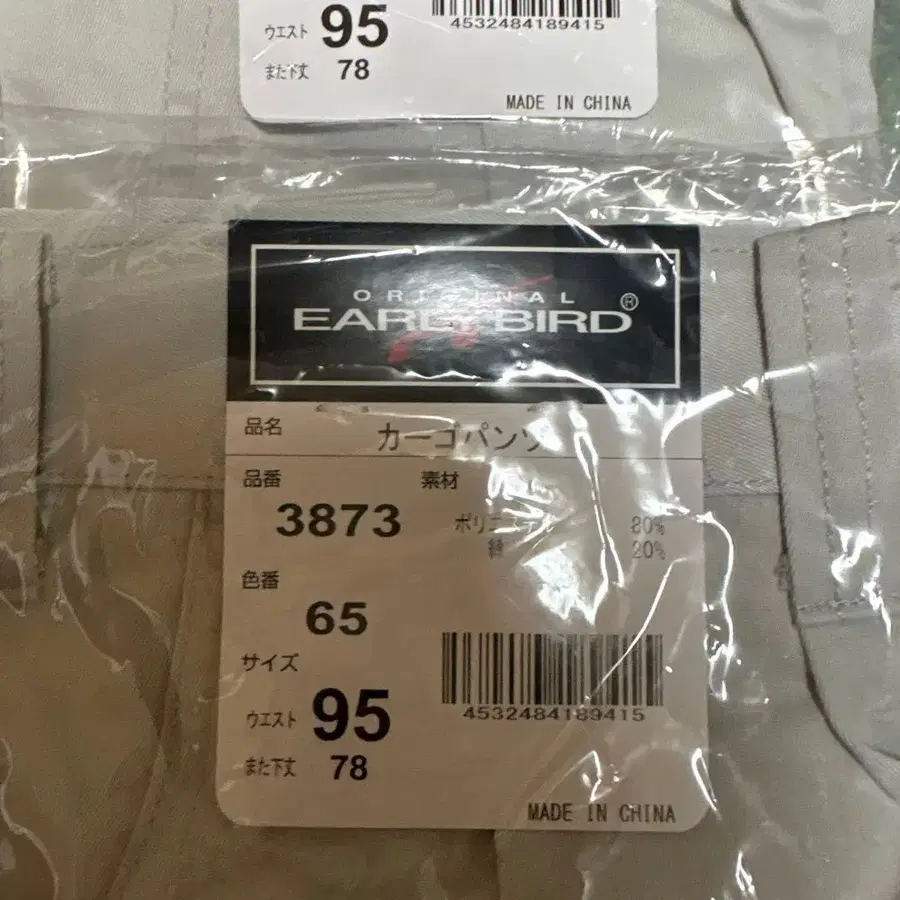 ウエスト 95
4532484189415
また下丈 78
MADE IN CHINA
ORIGINAL
EARLY BIRD®
品名 カーゴパンツ
品番 素材
3873 ポリエステル 80%
綿 20%
色番
65
サイズ
ウエスト 95
4532484189415
また下丈 78
MADE IN CHINA